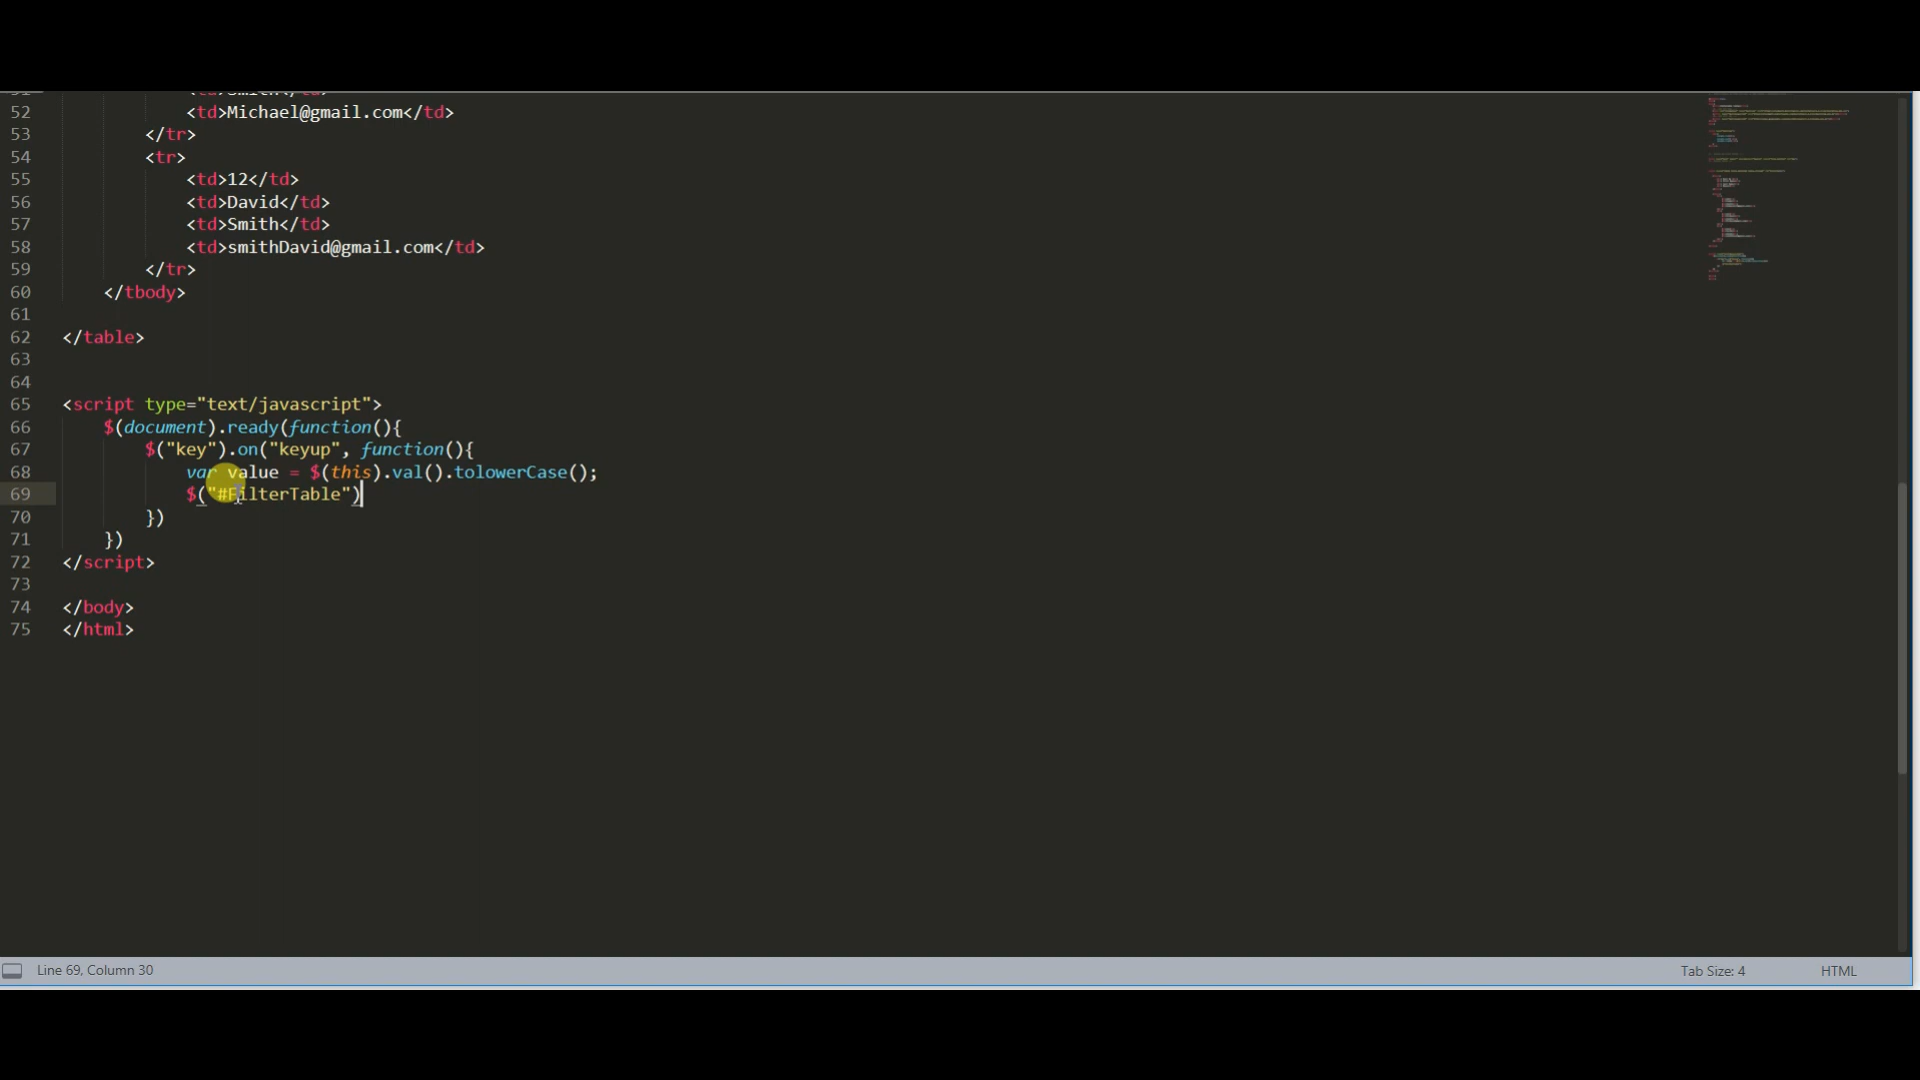 52 <td>Michael@gmail.com</td>
53 </tr>
54 <tr>
55 <td>12</td>
56 <td>David</td>
57 <td>Smith</td>
58 <td>smithDavid@gmail.com</td>
59 </tr>
60 </tbody>
61
62 </table>
63
64
65 <script type="text/javascript">
66 $(document).ready(function(){
67 $("key").on("keyup", function(){
68 var value = $(this).val().tolowerCase();
69 $("#FilterTable")
70 })
71 })
72 </script>
73
74 </body>
75 </html>
Line 69, Column 30
Tab Size: 4
HTML